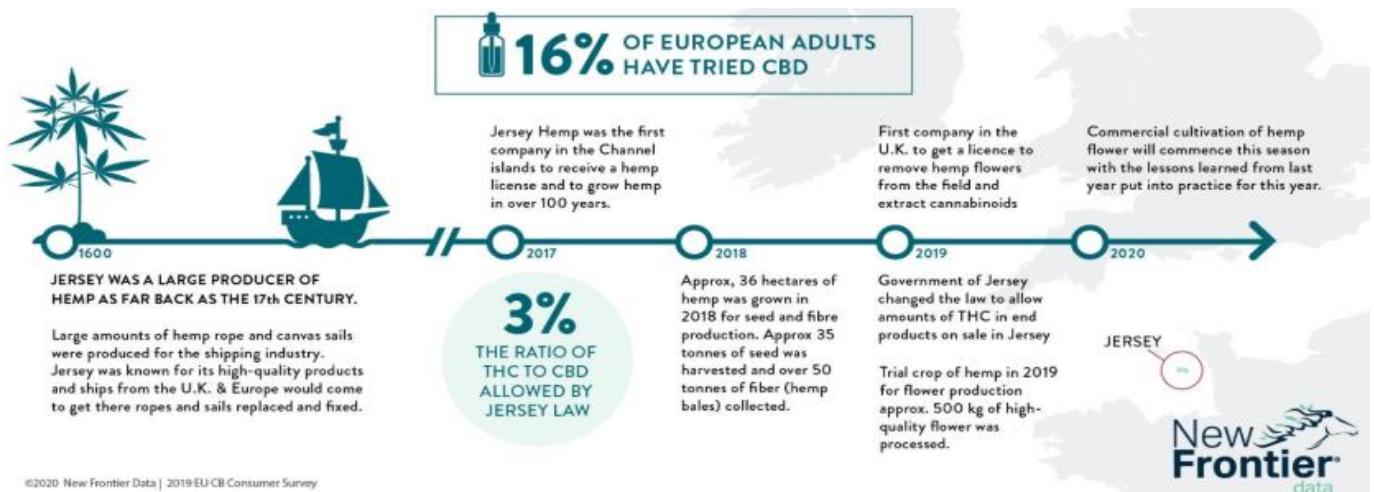 16% OF EUROPEAN ADULTS
HAVE TRIED CBD
1600
JERSEY WAS A LARGE PRODUCER OF
HEMP AS FAR BACK AS THE 17th CENTURY.
Large amounts of hemp rope and canvas sails
were produced for the shipping industry.
Jersey was known for its high-quality products
and ships from the U.K. & Europe would come
to get there ropes and sails replaced and fixed.
Jersey Hemp was the first
company in the Channel
islands to receive a hemp
license and to grow hemp
in over 100 years.
2017
3%
THE RATIO OF
THC TO CBD
ALLOWED BY
JERSEY LAW
2018
Approx, 36 hectares of
hemp was grown in
2018 for seed and fibre
production. Approx 35
tonnes of seed was
harvested and over 50
tonnes of fiber (hemp
bales) collected.
First company in the
U.K. to get a licence to
remove hemp flowers
from the field and
extract cannabinoids
2019
Government of Jersey
changed the law to allow
amounts of THC in end
products on sale in Jersey
Trial crop of hemp in 2019
for flower production
approx. 500 kg of high-
quality flower was
processed.
Commercial cultivation of hemp
flower will commence this season
with the lessons learned from last
year put into practice for this year.
2020
JERSEY
New
Frontier
data
©2020 New Frontier Data | 2019 EU CB Consumer Survey